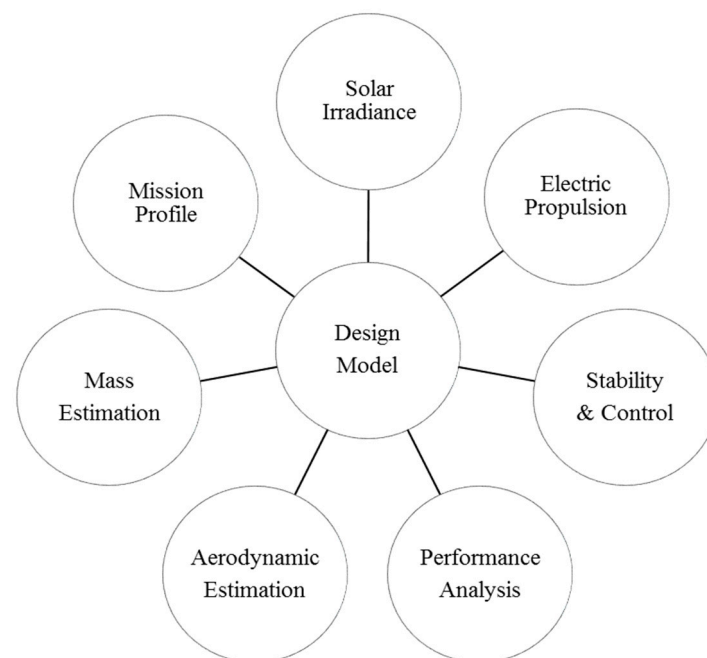 Solar
Irradiance
Mission
Profile
Electric
Propulsion
Design
Model
Mass
Estimation
Stability
& Control
Aerodynamic
Estimation
Performance
Analysis